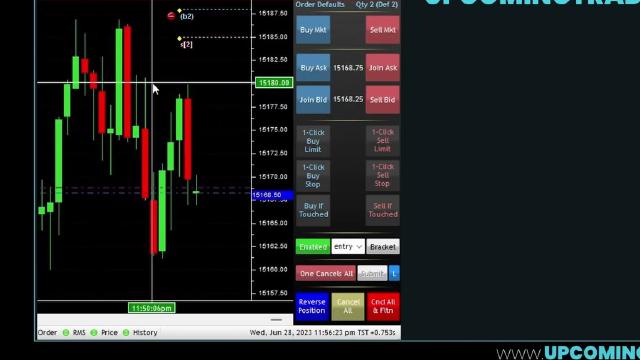 Order Defaults Qty 2 (Def 2)
UPCOMINGTRAD
15187.50
(b2)
s[2]
15185.00
15182.50
15180.00
15177.50
15175.00
15172.50
15170.00
15168.50
15165.00
15162.50
15160.00
15157.50
Buy Mkt Sell Mkt
Buy Ask 15168.75 Join Ask
Join Bid 15168.25 Sell Bid
1-Click Buy Limit 1-Click Sell Limit
1-Click Buy Stop 1-Click Sell Stop
Buy If Touched Sell If Touched
Enabled entry Bracket
One Cancels All Submit L
Reverse Position Cancel All Cncl All & Fltn
11:50:06pm
Order RMS Price History Wed, Jun 28, 2023 11:56:23 pm TST +0.753s
WWW.UPCOMING